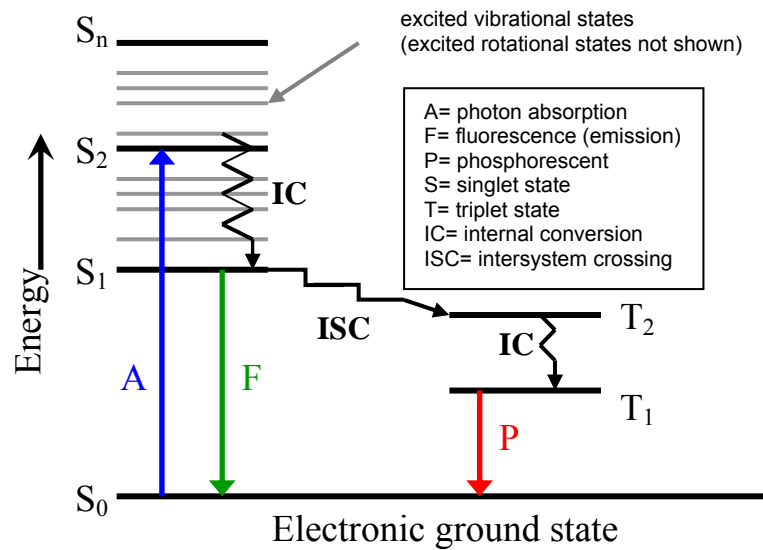 Sn
excited vibrational states
(excited rotational states not shown)
A= photon absorption
F= fluorescence (emission)
P= phosphorescent
S= singlet state
T= triplet state
IC= internal conversion
ISC= intersystem crossing
S2
IC
S1
Energy
ISC
T2
IC
A
F
T1
P
S0
Electronic ground state